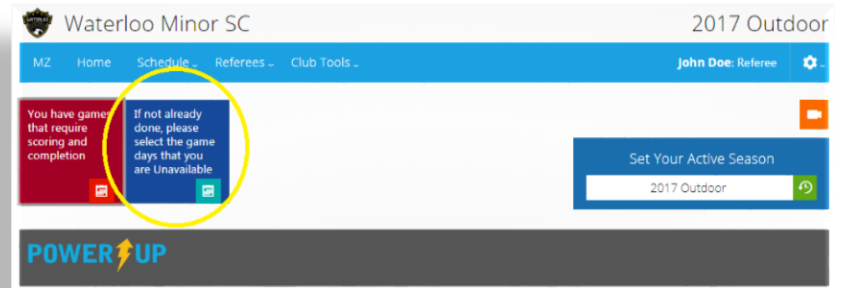 Waterloo Minor SC
2017 Outdoor
MZ Home Schedule Referees Club Tools
John Doe: Referee
You have games
that require
scoring and
completion
If not already
done, please
select the game
days that you
are Unavailable
Set Your Active Season
2017 Outdoor
POWER UP